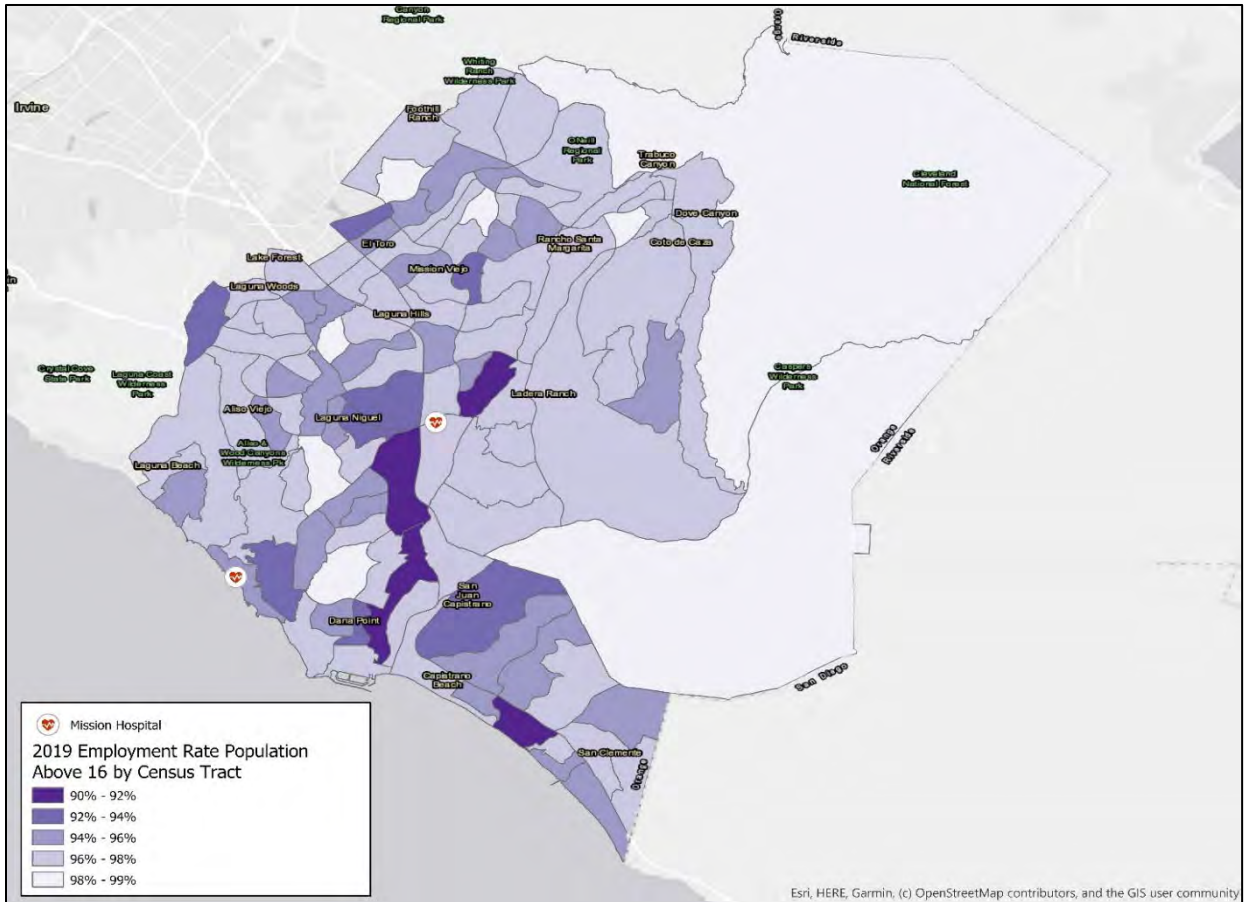 Canyon
Regional Park
Orange
Riverside
Whiting
Ranch
Wilderness Park
Irvine
Foothill
Ranch
O'Neill
Regional
Park
Trabuco
Canyon
Cleveland
National Forest
Dove Canyon
El Toro
Rancho Santa
Margarita
Coto de Caza
Lake Forest
Mission Viejo
Laguna Woods
Laguna Hills
Crystal Cove
State Park
Laguna Coast
Wilderness
Park
Caspers
Wilderness
Park
Ladera Ranch
Aliso Viejo
Laguna Niguel
Aliso &
Wood Canyons
Wilderness Pk
Orange
Riverside
Laguna Beach
San
Juan
Capistrano
Dana Point
San Diego
Capistrano
Beach
San Clemente
Orange
Mission Hospital
2019 Employment Rate Population
Above 16 by Census Tract
90% - 92%
92% - 94%
94% - 96%
96% - 98%
98% - 99%
Esri, HERE, Garmin, (c) OpenStreetMap contributors, and the GIS user community